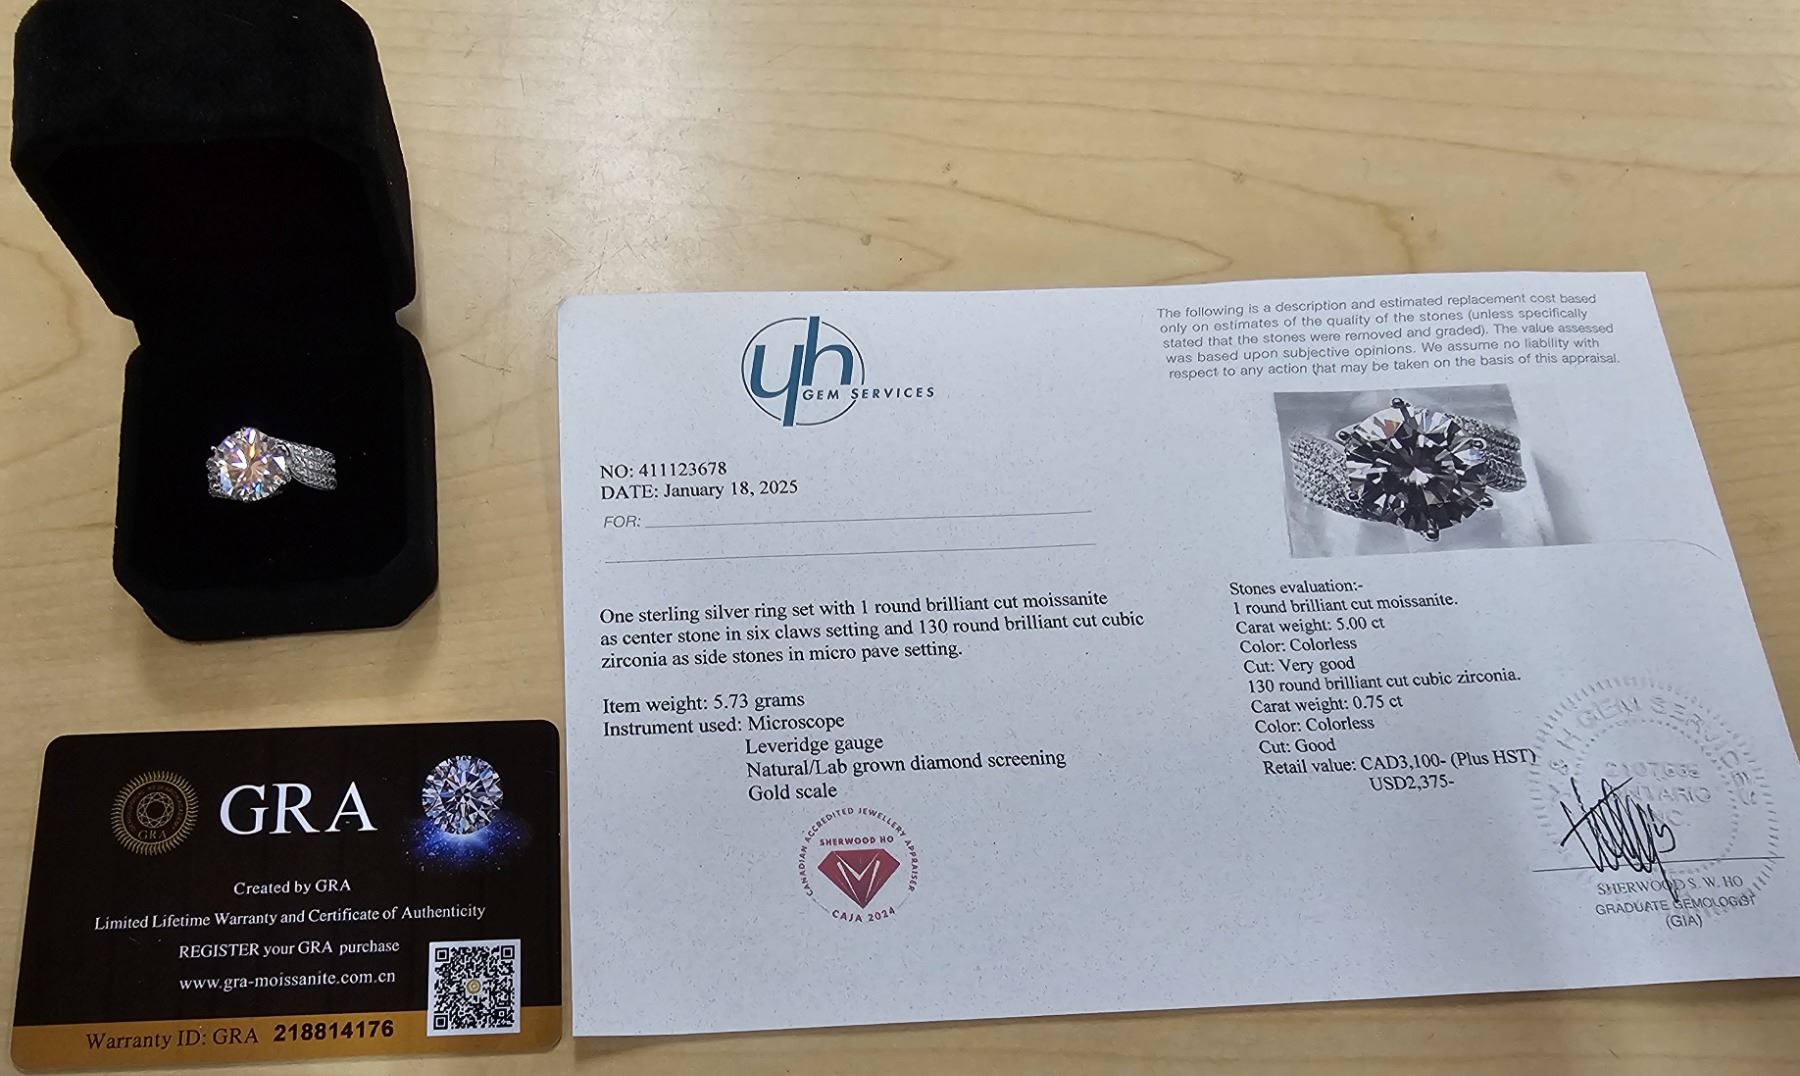 yh
GEM SERVICES
The following is a description and estimated replacement cost based
only on estimates of the quality of the stones (unless specifically
stated that the stones were removed and graded). The value assessed
was based upon subjective opinions. We assume no liability with
respect to any action that may be taken on the basis of this appraisal.
NO: 411123678
DATE: January 18, 2025
FOR:
One sterling silver ring set with 1 round brilliant cut moissanite
as center stone in six claws setting and 130 round brilliant cut cubic
zirconia as side stones in micro pave setting.
Item weight: 5.73 grams
Instrument used: Microscope
Leveridge gauge
Natural/Lab grown diamond screening
Gold scale
CANADIAN ACCREDITED JEWELLERY APPRAISER
SHERWOOD HO
CAJA 2024
Stones evaluation:-
1 round brilliant cut moissanite.
Carat weight: 5.00 ct
Color: Colorless
Cut: Very good
130 round brilliant cut cubic zirconia.
Carat weight: 0.75 ct
Color: Colorless
Cut: Good
Retail value: CAD3,100- (Plus HST)
USD2,375-
GEM SERVICES
ONTARIO
INC
SHERWOOD S. W. HO
GRADUATE GEMOLOGIST
(GIA)
GRA
GRA
Created by GRA
Limited Lifetime Warranty and Certificate of Authenticity
REGISTER your GRA purchase
www.gra-moissanite.com.cn
Warranty ID: GRA 218814176